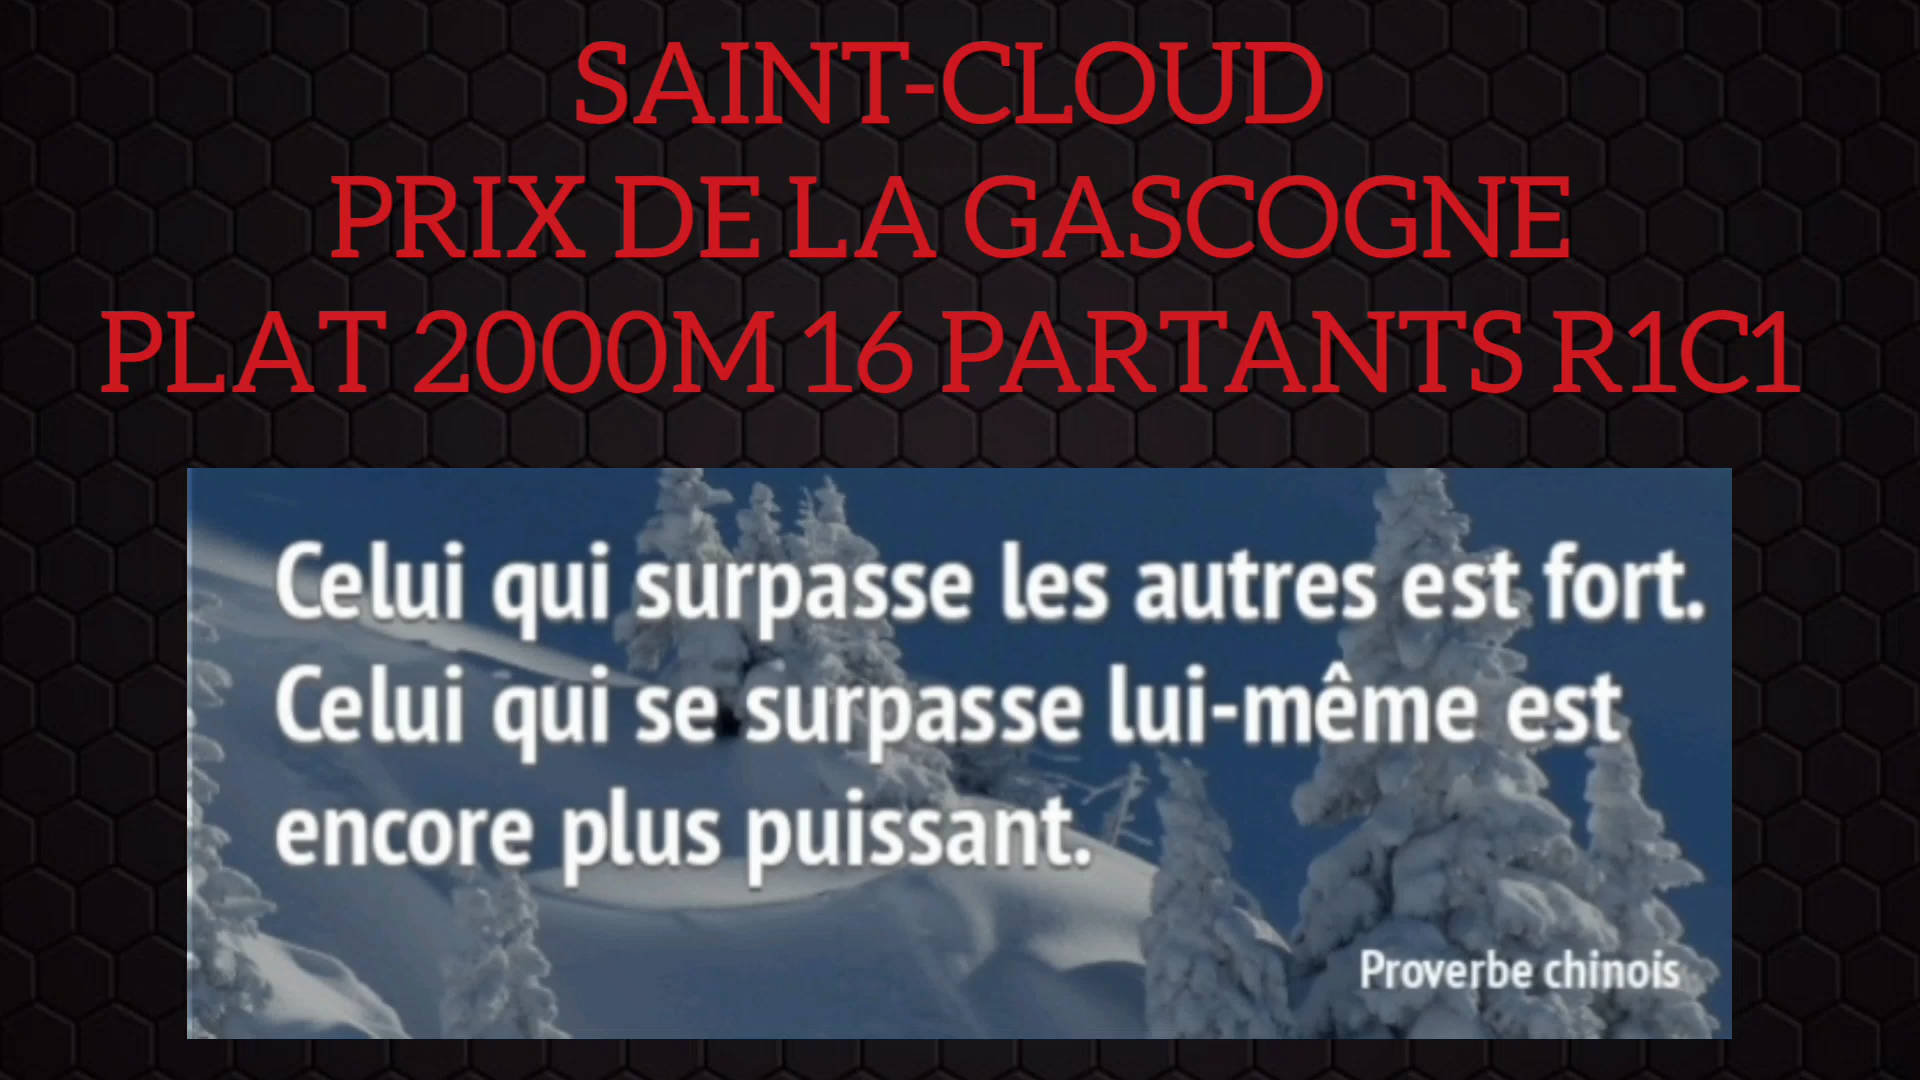 SAINT-CLOUD
PRIX DE LA GASCOGNE
PLAT 2000M 16 PARTANTS R1C1
Celui qui surpasse les autres est fort.
Celui qui se surpasse lui-même est
encore plus puissant.
Proverbe chinois